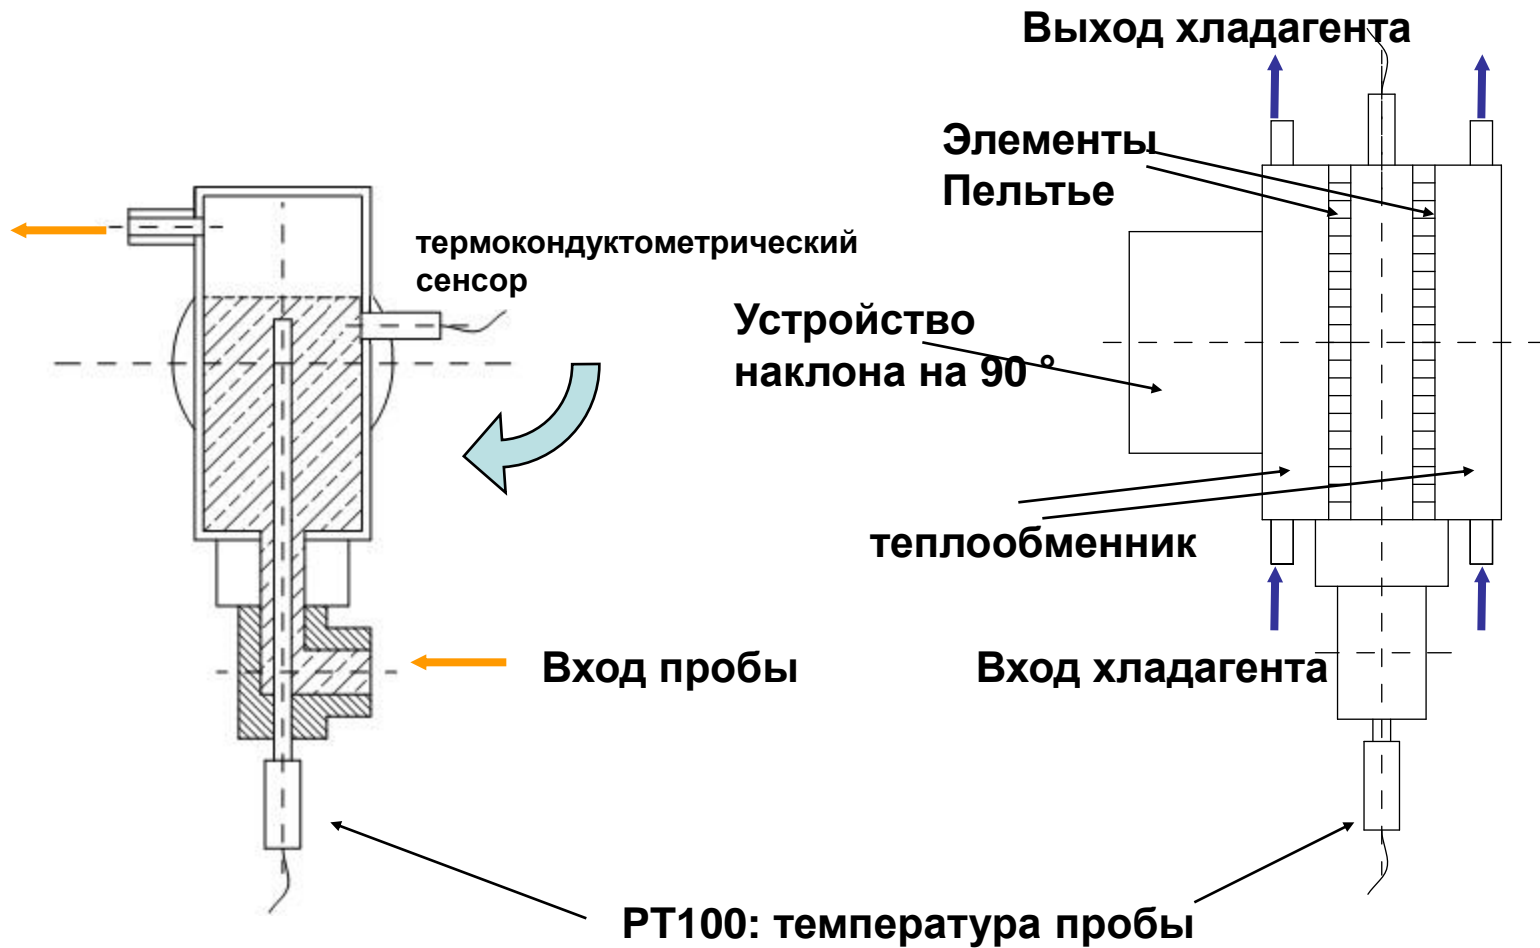 Выход хладагента
Элементы
Пельтье
термокондуктометрический
сенсор
Устройство
наклона на 90 °
теплообменник
Вход пробы
Вход хладагента
PT100: температура пробы